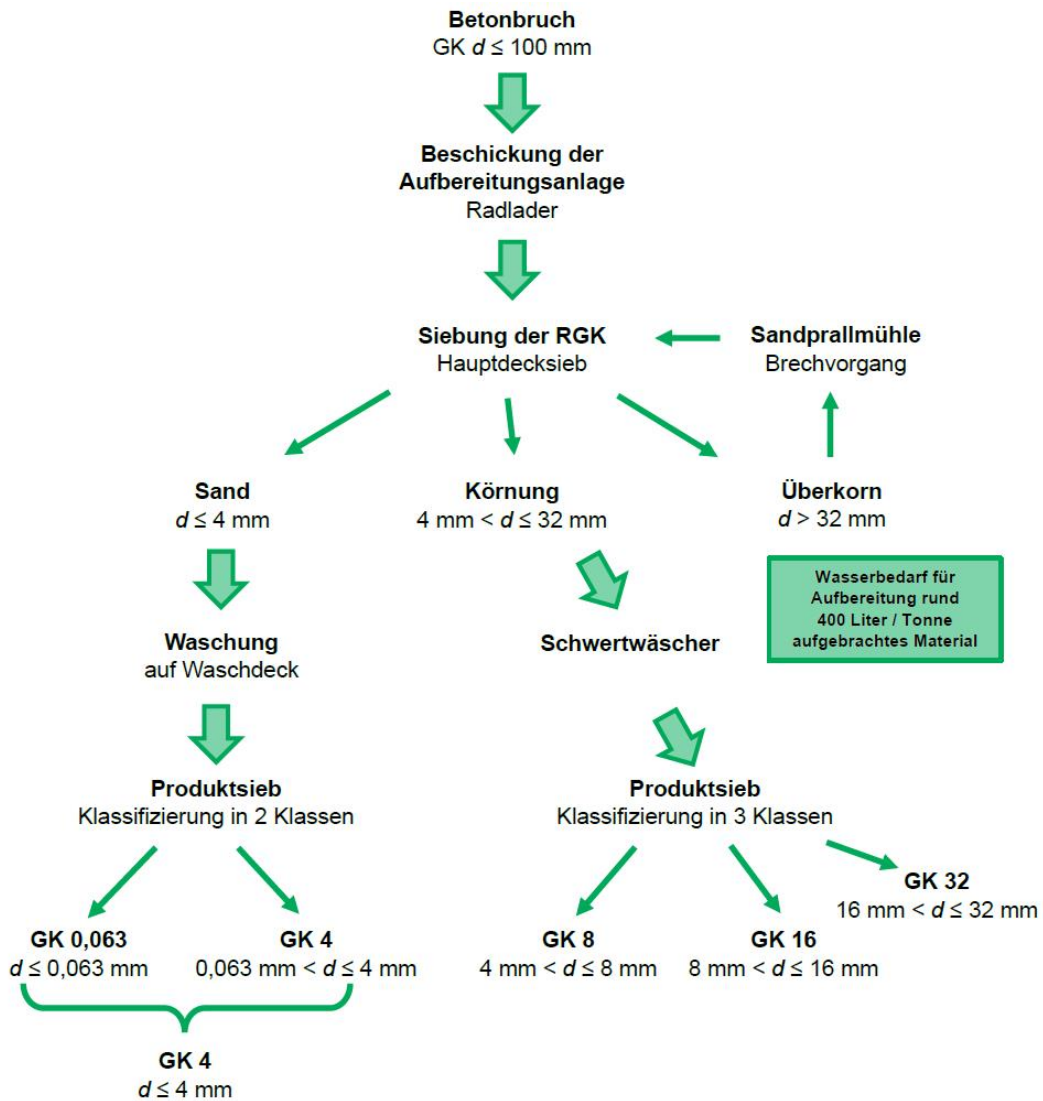 Betonbruch
GK d ≤ 100 mm
Beschickung der
Aufbereitungsanlage
Radlader
Siebung der RGK
Hauptdecksieb
Sandprallmühle
Brechvorgang
Sand
d ≤ 4 mm
Körnung
4 mm < d ≤ 32 mm
Überkorn
d > 32 mm
Wasserbedarf für
Aufbereitung rund
400 Liter / Tonne
aufgebrachtes Material
Waschung
auf Waschdeck
Schwertwäscher
Produktsieb
Klassifizierung in 2 Klassen
Produktsieb
Klassifizierung in 3 Klassen
GK 32
16 mm < d ≤ 32 mm
GK 0,063
d ≤ 0,063 mm
GK 4
0,063 mm < d ≤ 4 mm
GK 8
4 mm < d ≤ 8 mm
GK 16
8 mm < d ≤ 16 mm
GK 4
d ≤ 4 mm